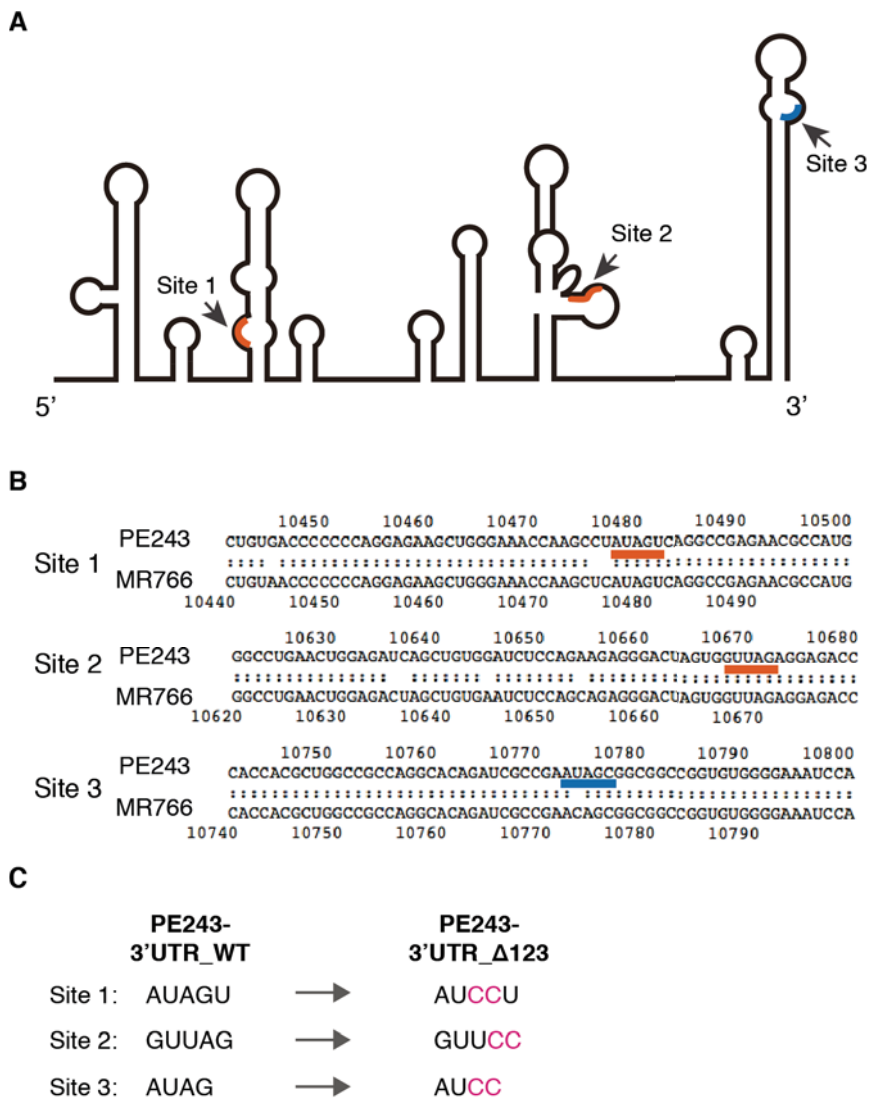 A
Site 1
Site 2
Site 3
5’
3’
B
10450 10460 10470 10480 10490 10500
PE243 CUGUGACCCCCCCAGGAGAAGCUGGGAAACCAAGCCUAUAGUCAGGCCGAGAACGCCAUG
Site 1
MR766 CUGUAACCCCCCCAGGAGAAGCUGGGAAACCAAGCUCAUAGUCAGGCCGAGAACGCCAUG
10440 10450 10460 10470 10480 10490
10630 10640 10650 10660 10670 10680
PE243 GGCCUGAACUGGAGAUCAGCUGUGGAUCUCCAGAAGAGGGACUAGUGGUUAGAGGAGACC
Site 2
MR766 GGCCUGAACUGGAGACUAGCUGUGAAUCUCCAGCAGAGGGACUAGUGGUUAGAGGAGACC
10620 10630 10640 10650 10660 10670
10750 10760 10770 10780 10790 10800
PE243 CACCACGCUGGCCGCCAGGCACAGAUCGCCGAAUAGCGGCGGCCGGUGUGGGGAAAUCCA
Site 3
MR766 CACCACGCUGGCCGCCAGGCACAGAUCGCCGAACAGCGGCGGCCGGUGUGGGGAAAUCCA
10740 10750 10760 10770 10780 10790
C
PE243- PE243-
3’UTR_WT 3’UTR_Δ123
Site 1: AUAGU AUCCU
Site 2: GUUAG GUUCC
Site 3: AUAG AUCC